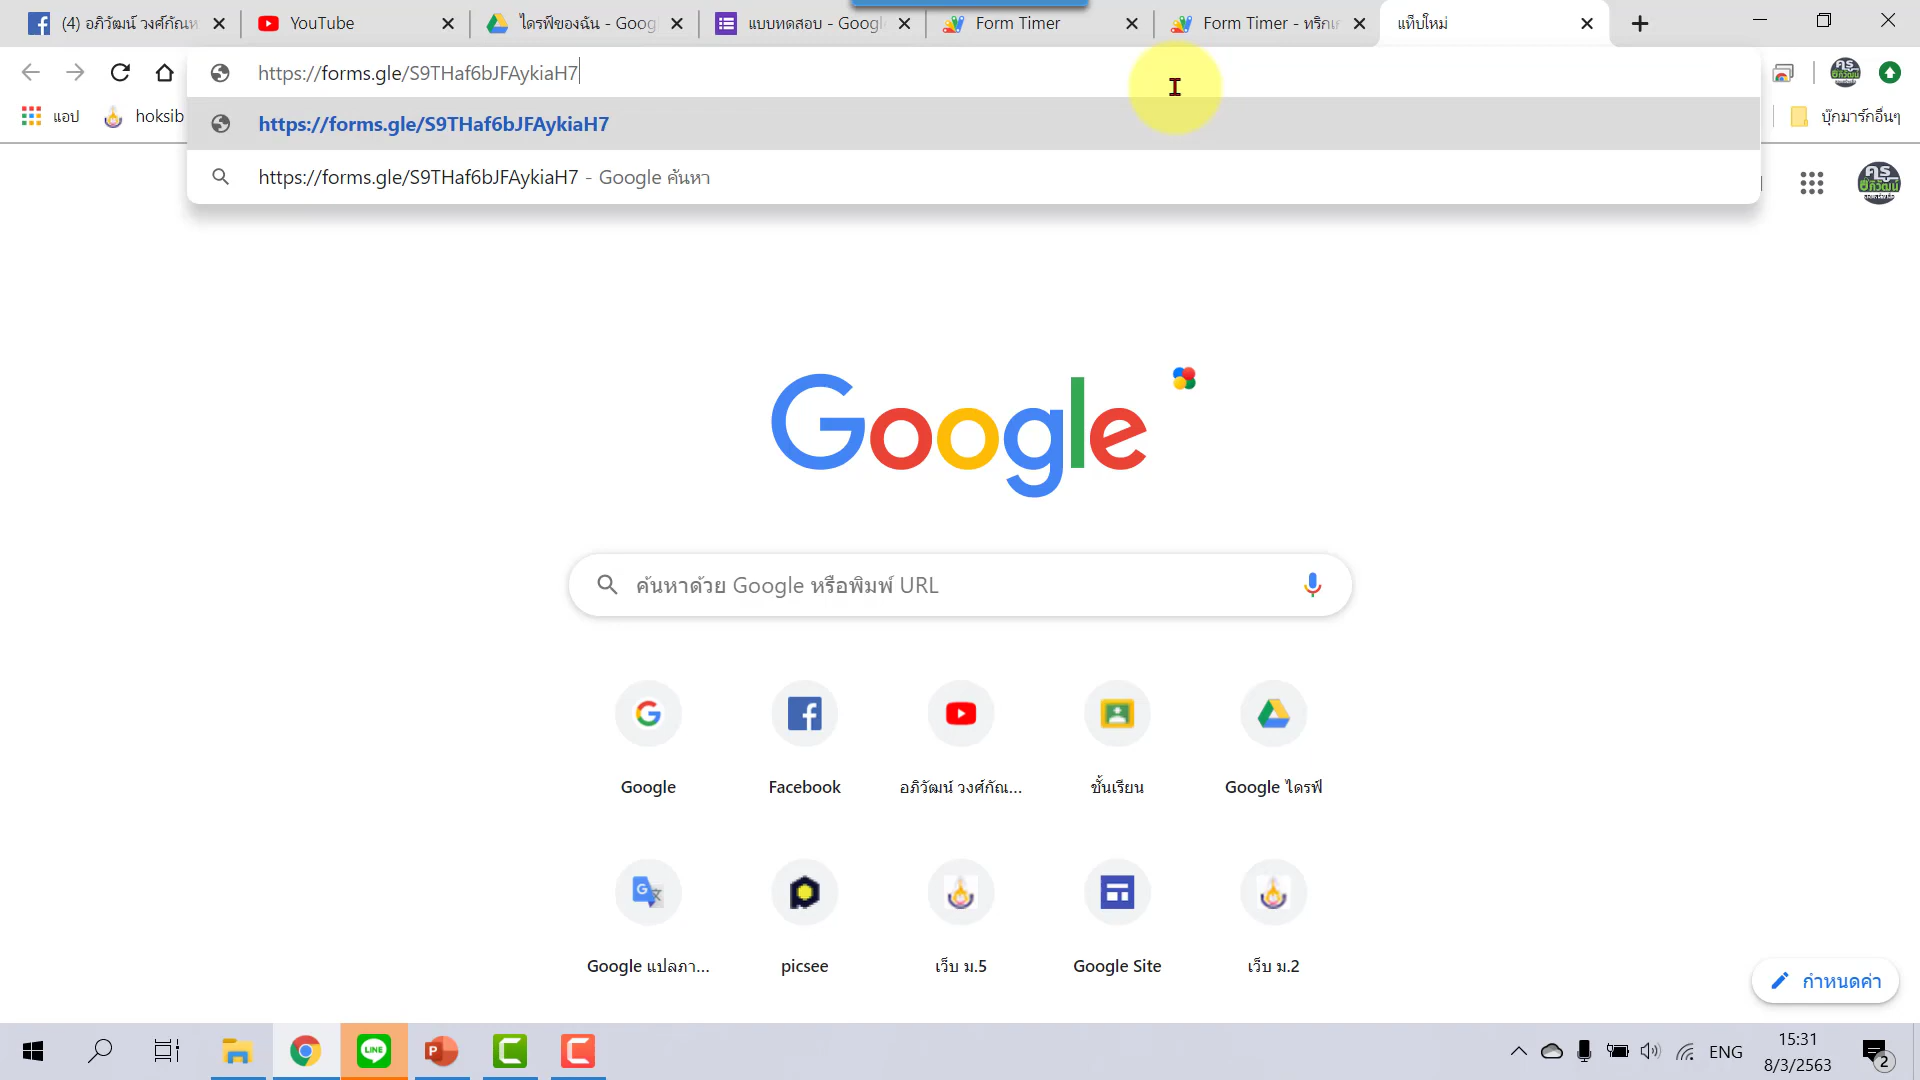 (4) อภิวัฒน์ วงศ์กัณห
YouTube
ไดรฟ์ของฉัน - Goog
แบบทดสอบ - Googl
Form Timer
Form Timer - ทริกเก
แท็บใหม่
https://forms.gle/S9THaf6bJFAykiaH7
แอป
hoksib
https://forms.gle/S9THaf6bJFAykiaH7
บุ๊กมาร์กอื่นๆ
https://forms.gle/S9THaf6bJFAykiaH7 - Google ค้นหา
ครู
Google
ค้นหาด้วย Google หรือพิมพ์ URL
Google
Facebook
อภิวัฒน์ วงศ์กัณ...
ชั้นเรียน
Google ไดรฟ์
Google แปลภา...
picsee
เว็บ ม.5
Google Site
เว็บ ม.2
กำหนดค่า
LINE
ENG
15:31
8/3/2563
2